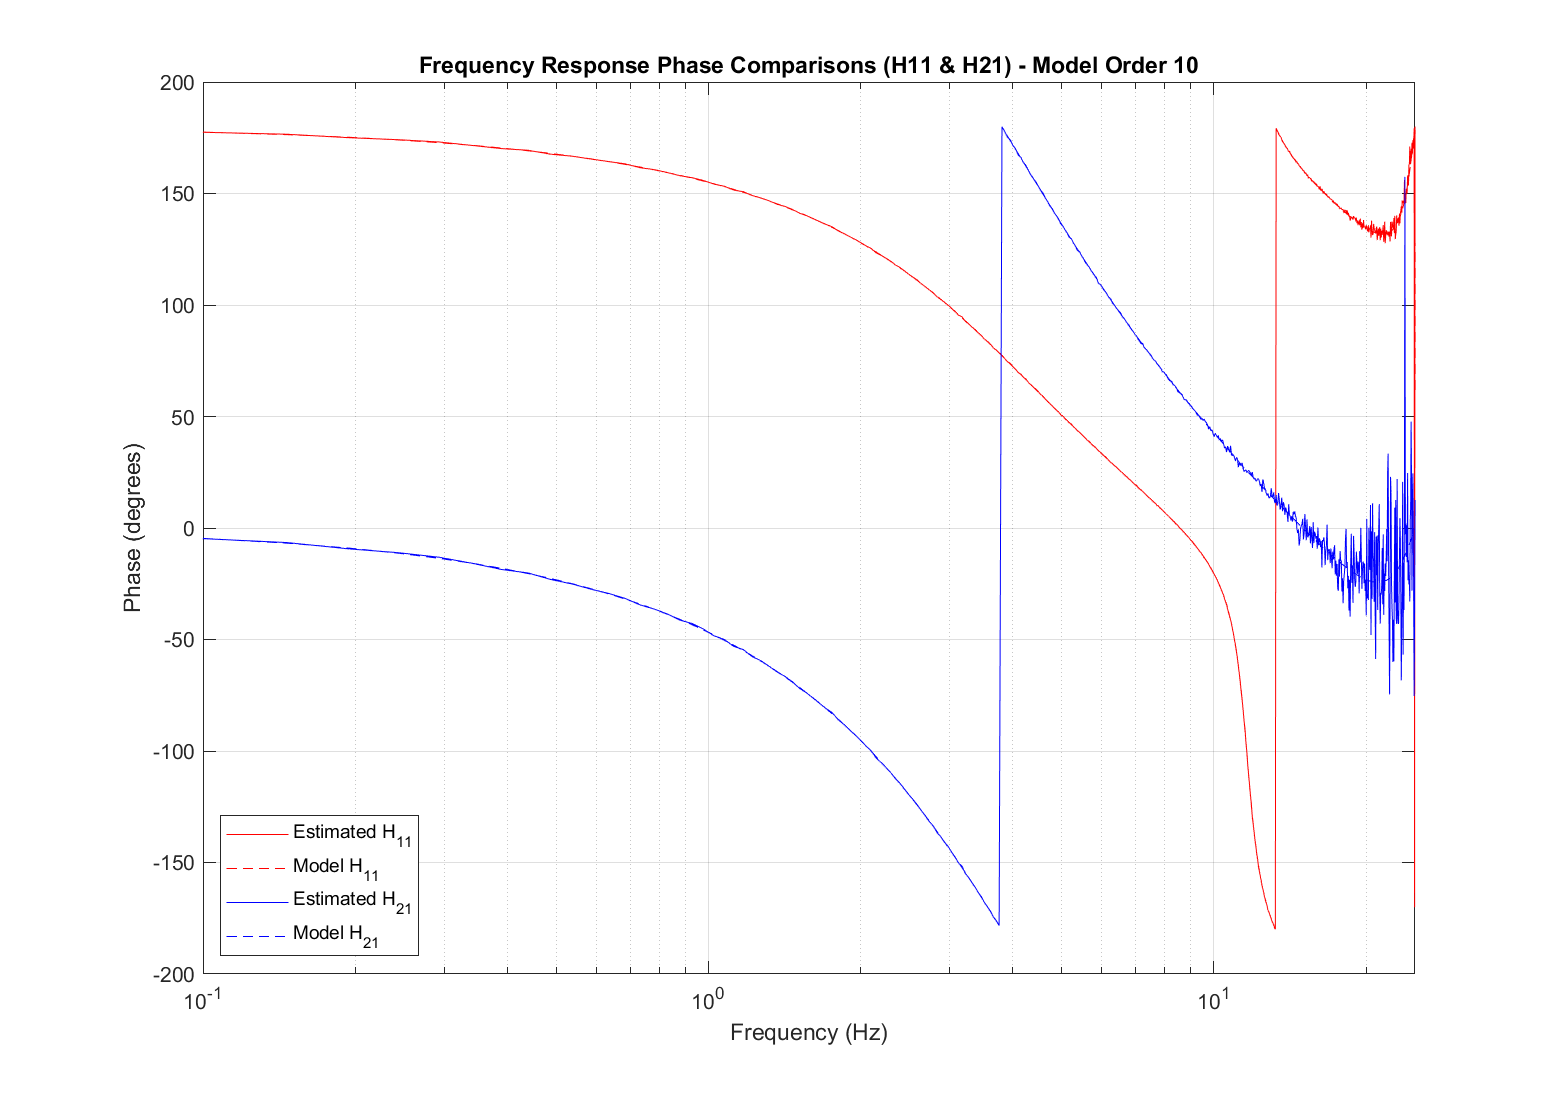 Frequency Response Phase Comparisons (H11 & H21) - Model Order 10
200
150
100
50
0
-50
-100
-150
-200
Phase (degrees)
Estimated H11
Model H11
Estimated H21
Model H21
10-1
100
101
Frequency (Hz)